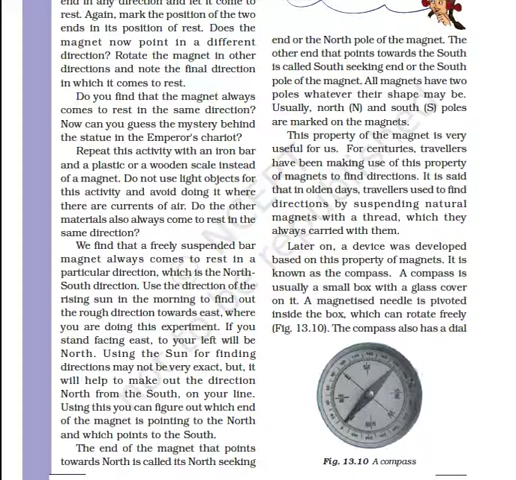 end in any direction and let it come to
rest. Again, mark the position of the two
ends in its position of rest. Does the
magnet now point in a different
direction? Rotate the magnet in other
directions and note the final direction
in which it comes to rest.
Do you find that the magnet always
comes to rest in the same direction?
Now can you guess the mystery behind
the statue in the Emperor's chariot?
Repeat this activity with an iron bar
and a plastic or a wooden scale instead
of a magnet. Do not use light objects for
this activity and avoid doing it where
there are currents of air. Do the other
materials also always come to rest in the
same direction?
We find that a freely suspended bar
magnet always comes to rest in a
particular direction, which is the North-
South direction. Use the direction of the
rising sun in the morning to find out
the rough direction towards east, where
you are doing this experiment. If you
stand facing east, to your left will be
North. Using the Sun for finding
directions may not be very exact, but, it
will help to make out the direction
North from the South, on your line.
Using this you can figure out which end
of the magnet is pointing to the North
and which points to the South.
The end of the magnet that points
towards North is called its North seeking
end or the North pole of the magnet. The
other end that points towards the South
is called South seeking end or the South
pole of the magnet. All magnets have two
poles whatever their shape may be.
Usually, north (N) and south (S) poles
are marked on the magnets.
This property of the magnet is very
useful for us. For centuries, travellers
have been making use of this property
of magnets to find directions. It is said
that in olden days, travellers used to find
directions by suspending natural
magnets with a thread, which they
always carried with them.
Later on, a device was developed
based on this property of magnets. It is
known as the compass. A compass is
usually a small box with a glass cover
on it. A magnetised needle is pivoted
inside the box, which can rotate freely
(Fig. 13.10). The compass also has a dial
Fig. 13.10 A compass
© NCERT
not to be republished